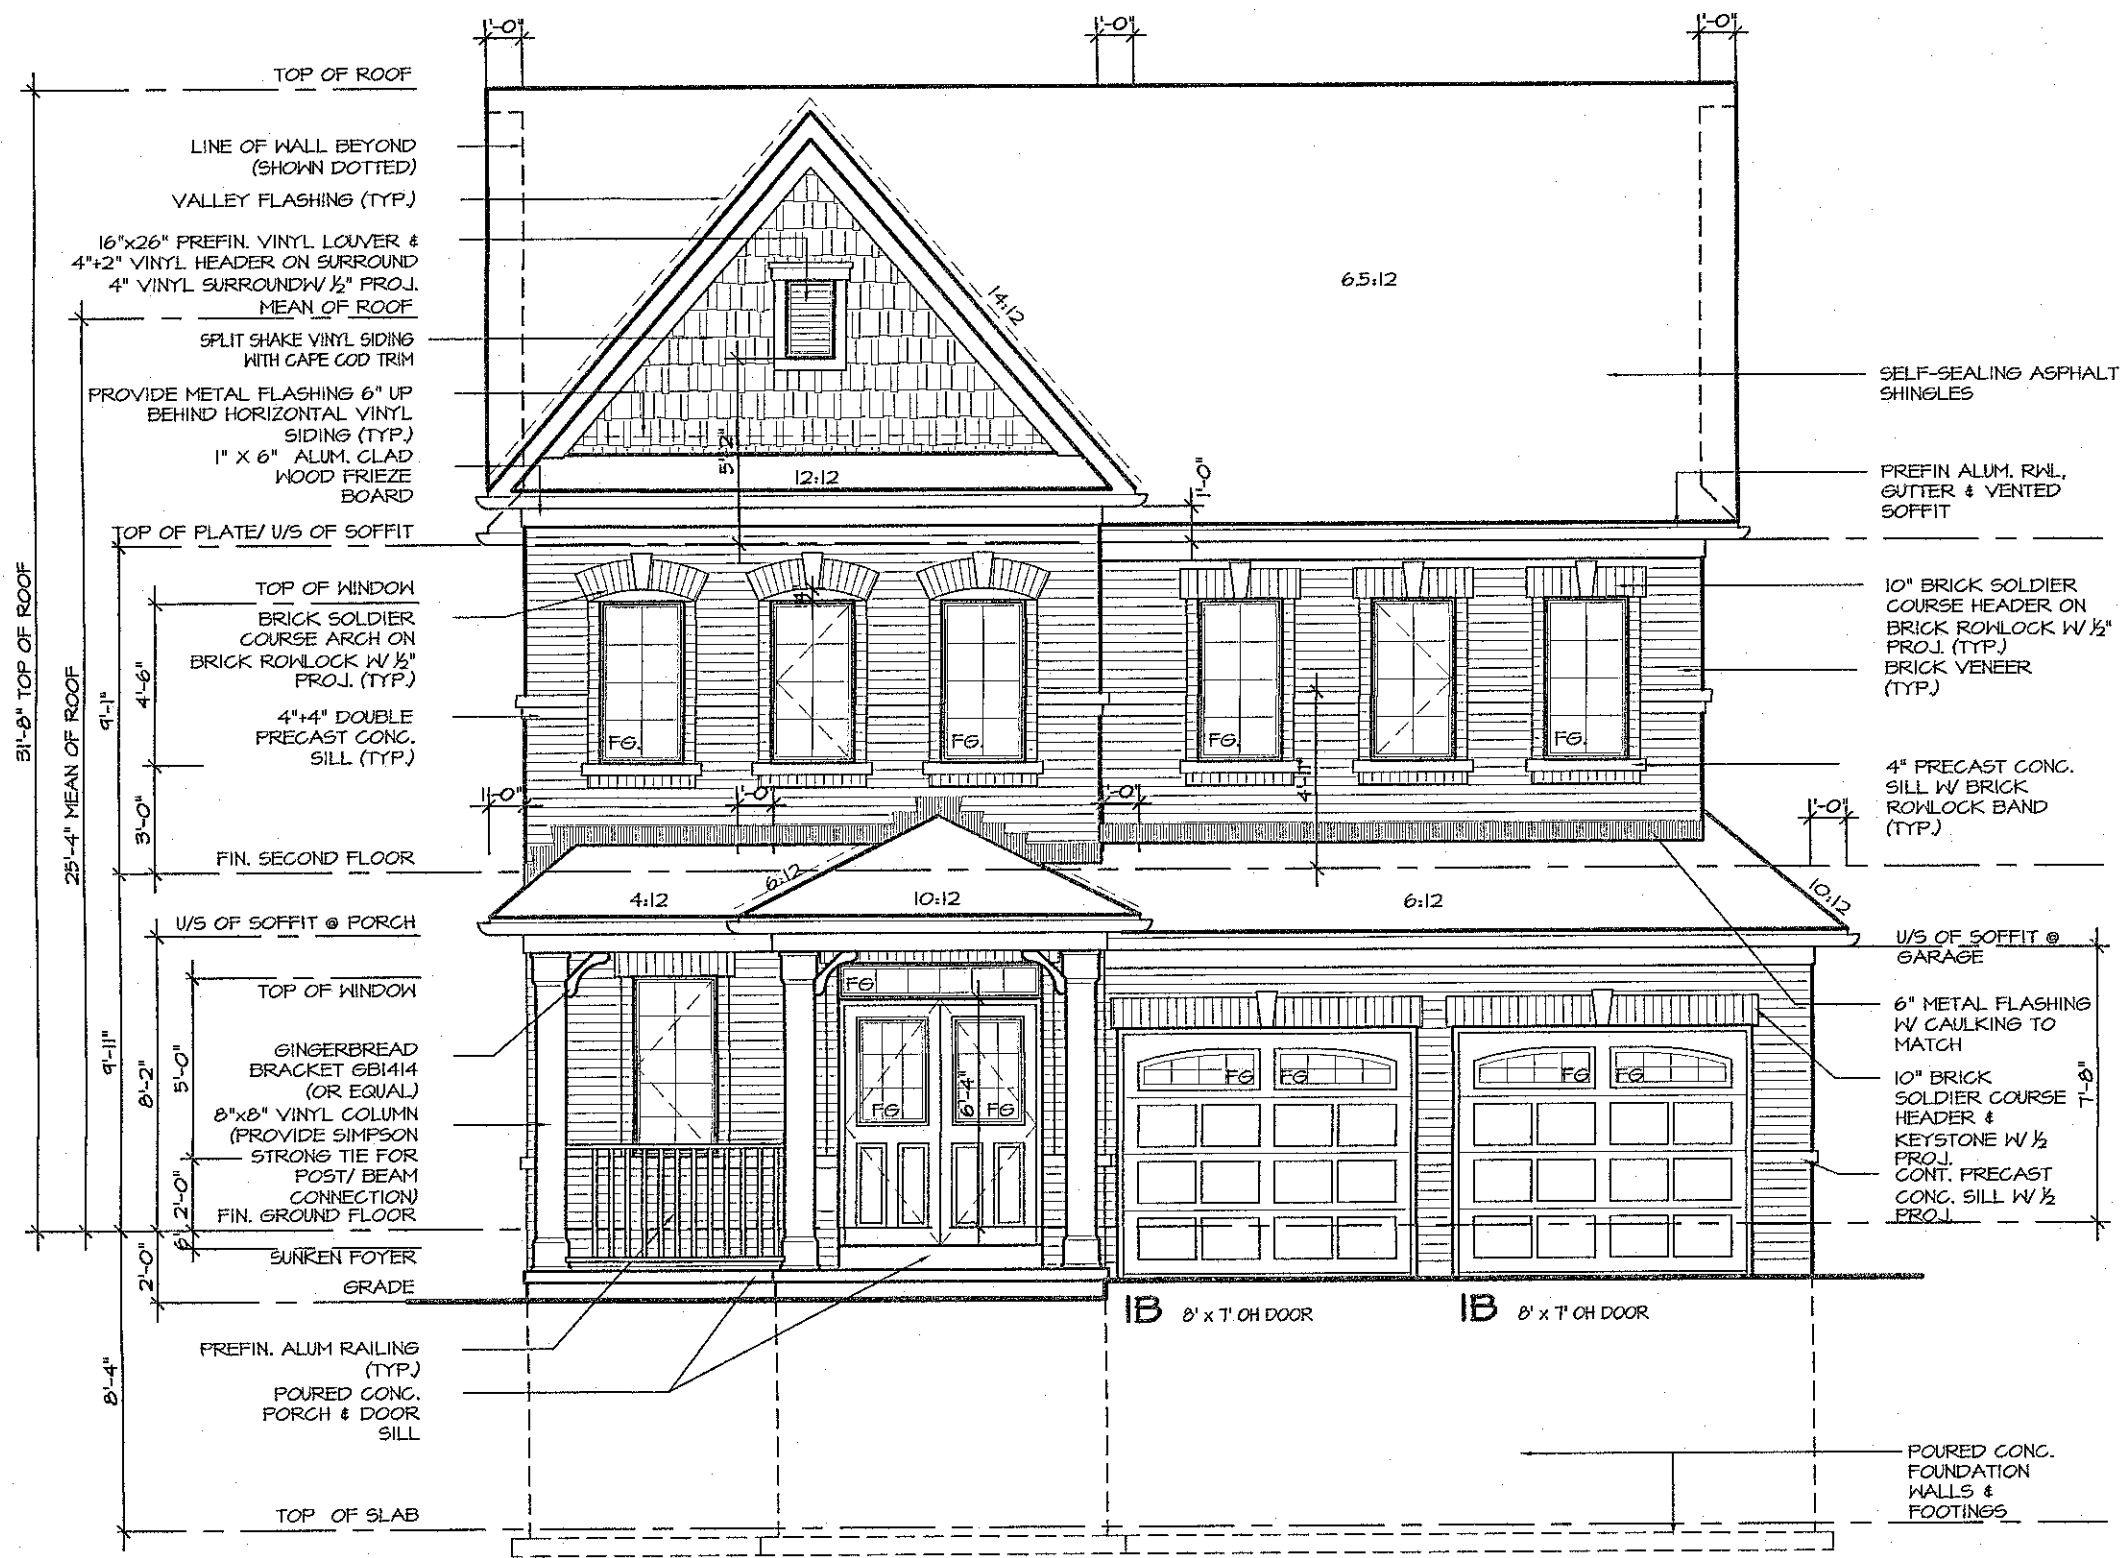 1'-0"
1'-0"
1'-0"
TOP OF ROOF
LINE OF WALL BEYOND
(SHOWN DOTTED)
VALLEY FLASHING (TYP.)
16"x26" PREFIN. VINYL LOUVER &
4"+2" VINYL HEADER ON SURROUND
4" VINYL SURROUNDW/ ½" PROJ.
MEAN OF ROOF
SPLIT SHAKE VINYL SIDING
WITH CAPE COD TRIM
PROVIDE METAL FLASHING 6" UP
BEHIND HORIZONTAL VINYL
SIDING (TYP.)
1" X 6" ALUM. CLAD
WOOD FRIEZE
BOARD
TOP OF PLATE/ U/S OF SOFFIT
TOP OF WINDOW
BRICK SOLDIER
COURSE ARCH ON
BRICK ROWLOCK W/ ½"
PROJ. (TYP.)
4"+4" DOUBLE
PRECAST CONC.
SILL (TYP.)
FIN. SECOND FLOOR
U/S OF SOFFIT @ PORCH
TOP OF WINDOW
GINGERBREAD
BRACKET GB1414
(OR EQUAL)
8"x8" VINYL COLUMN
(PROVIDE SIMPSON
STRONG TIE FOR
POST/ BEAM
CONNECTION)
FIN. GROUND FLOOR
SUNKEN FOYER
GRADE
PREFIN. ALUM RAILING
(TYP.)
POURED CONC.
PORCH & DOOR
SILL
TOP OF SLAB
31'-8" TOP OF ROOF
25'-4" MEAN OF ROOF
9'-1"
4'-6"
3'-0"
9'-11"
8'-2"
5'-0"
2'-0"
6"
2'-0"
8'-4"
14:12
6.5:12
5'-2"
12:12
1'-0"
FG.
FG.
FG.
FG.
4'-11"
1'-0"
1'-0"
1'-0"
1'-0"
6:12
4:12
10:12
6:12
10:12
FG
FG
FG
6'-4"
FG
FG
FG
FG
1B 8' x 7' OH DOOR
1B 8' x 7' OH DOOR
SELF-SEALING ASPHALT
SHINGLES
PREFIN ALUM. RWL,
GUTTER & VENTED
SOFFIT
10" BRICK SOLDIER
COURSE HEADER ON
BRICK ROWLOCK W/ ½"
PROJ. (TYP.)
BRICK VENEER
(TYP.)
4" PRECAST CONC.
SILL W/ BRICK
ROWLOCK BAND
(TYP.)
U/S OF SOFFIT @
GARAGE
6" METAL FLASHING
W/ CAULKING TO
MATCH
10" BRICK
SOLDIER COURSE
HEADER &
KEYSTONE W/ ½
PROJ.
CONT. PRECAST
CONC. SILL W/ ½
PROJ.
7'-8"
POURED CONC.
FOUNDATION
WALLS &
FOOTINGS